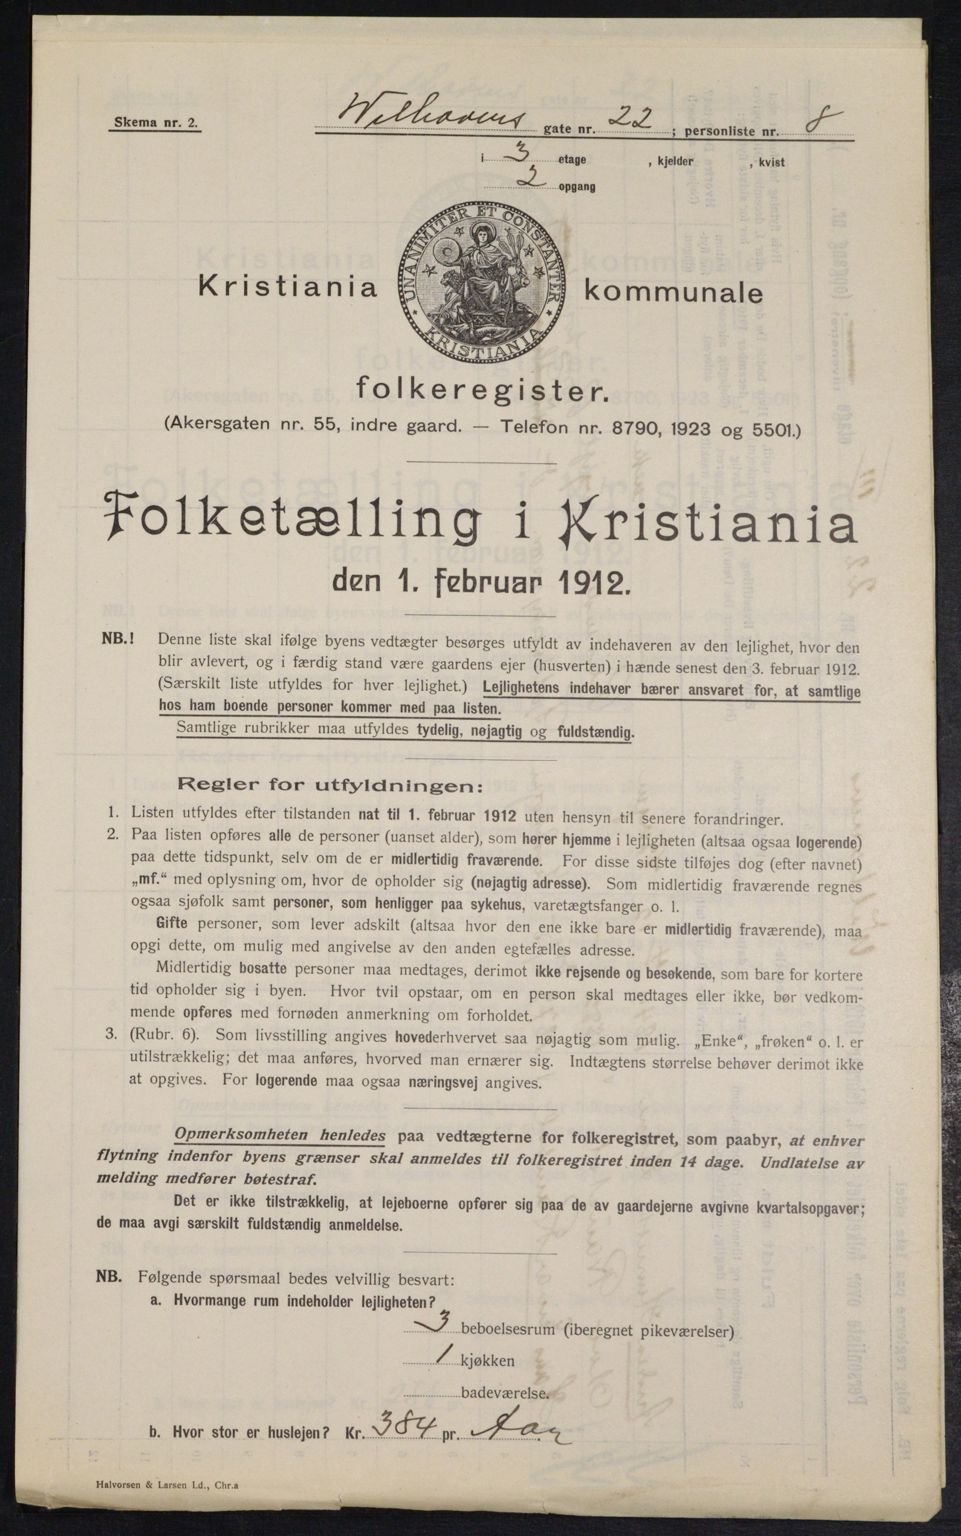 Skema nr. 2.
Welhavens gate nr. 22 ; personliste nr. 8
i 3 etage , kjelder , kvist
2 opgang
UNANIMITER ET CONSTANTER
KRISTIANIA
Kristiania kommunale
folkeregister.
(Akersgaten nr. 55, indre gaard. — Telefon nr. 8790, 1923 og 5501.)
Folketælling i Kristiania
den 1. februar 1912.
NB.! Denne liste skal ifølge byens vedtægter besørges utfyldt av indehaveren av den lejlighet, hvor den
blir avlevert, og i færdig stand være gaardens ejer (husverten) i hænde senest den 3. februar 1912.
(Særskilt liste utfyldes for hver lejlighet.) Lejlighetens indehaver bærer ansvaret for, at samtlige
hos ham boende personer kommer med paa listen.
Samtlige rubrikker maa utfyldes tydelig, nøjagtig og fuldstændig.
Regler for utfyldningen:
1. Listen utfyldes efter tilstanden nat til 1. februar 1912 uten hensyn til senere forandringer.
2. Paa listen opføres alle de personer (uanset alder), som hører hjemme i lejligheten (altsaa ogsaa logerende)
paa dette tidspunkt, selv om de er midlertidig fraværende. For disse sidste tilføjes dog (efter navnet)
„mf.“ med oplysning om, hvor de opholder sig (nøjagtig adresse). Som midlertidig fraværende regnes
ogsaa sjøfolk samt personer, som henligger paa sykehus, varetægtsfanger o. l.
Gifte personer, som lever adskilt (altsaa hvor den ene ikke bare er midlertidig fraværende), maa
opgi dette, om mulig med angivelse av den anden egtefælles adresse.
Midlertidig bosatte personer maa medtages, derimot ikke rejsende og besøkende, som bare for kortere
tid opholder sig i byen. Hvor tvil opstaar, om en person skal medtages eller ikke, bør vedkom-
mende opføres med fornøden anmerkning om forholdet.
3. (Rubr. 6). Som livsstilling angives hovederhvervet saa nøjagtig som mulig. „Enke“, „frøken“ o. l. er
utilstrækkelig; det maa anføres, hvorved man ernærer sig. Indtægtens størrelse behøver derimot ikke
at opgives. For logerende maa ogsaa næringsvej angives.
Opmerksomheten henledes paa vedtægterne for folkeregistret, som paabyr, at enhver
flytning indenfor byens grænser skal anmeldes til folkeregistret inden 14 dage. Undlatelse av
melding medfører bøtestraf.
Det er ikke tilstrækkelig, at lejeboerne opfører sig paa de av gaardejerne avgivne kvartalsopgaver;
de maa avgi særskilt fuldstændig anmeldelse.
NB. Følgende spørsmaal bedes velvillig besvart:
a. Hvormange rum indeholder lejligheten?
3 beboelsesrum (iberegnet pikeværelser)
1 kjøkken
badeværelse.
b. Hvor stor er huslejen? Kr. 384 pr. Aar
Halvorsen & Larsen Ld., Chr.a